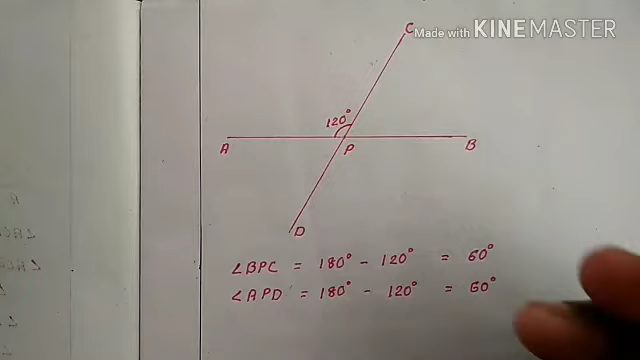 C
Made with KINEMASTER
120°
A
P
B
D
∠BPC = 180° - 120° = 60°
∠APD = 180° - 120° = 60°